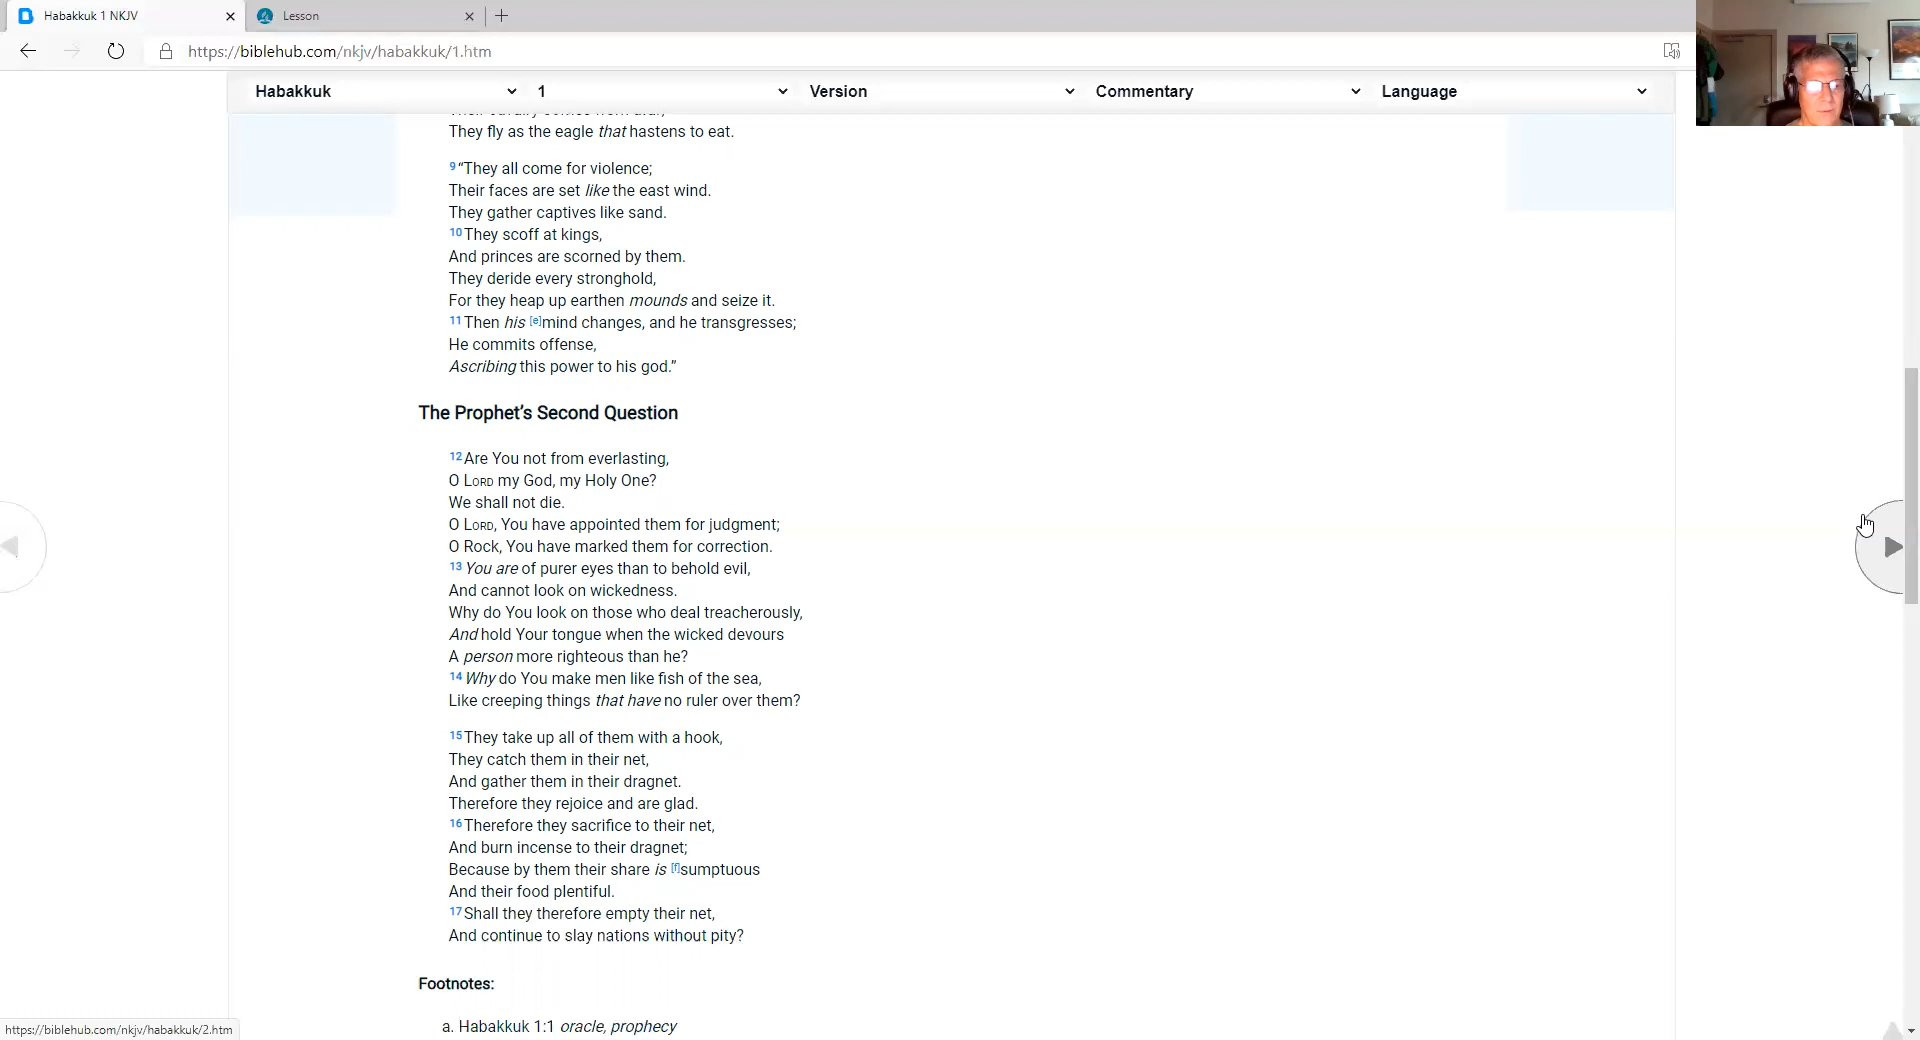 Habakkuk 1 NKJV
Lesson
https://biblehub.com/nkjv/habakkuk/1.htm
Habakkuk 1 Version Commentary Language
They fly as the eagle that hastens to eat.
9 “They all come for violence;
Their faces are set like the east wind.
They gather captives like sand.
10 They scoff at kings,
And princes are scorned by them.
They deride every stronghold,
For they heap up earthen mounds and seize it.
11 Then his [e]mind changes, and he transgresses;
He commits offense,
Ascribing this power to his god.”
The Prophet’s Second Question
12 Are You not from everlasting,
O LORD my God, my Holy One?
We shall not die.
O LORD, You have appointed them for judgment;
O Rock, You have marked them for correction.
13 You are of purer eyes than to behold evil,
And cannot look on wickedness.
Why do You look on those who deal treacherously,
And hold Your tongue when the wicked devours
A person more righteous than he?
14 Why do You make men like fish of the sea,
Like creeping things that have no ruler over them?
15 They take up all of them with a hook,
They catch them in their net,
And gather them in their dragnet.
Therefore they rejoice and are glad.
16 Therefore they sacrifice to their net,
And burn incense to their dragnet;
Because by them their share is [f]sumptuous
And their food plentiful.
17 Shall they therefore empty their net,
And continue to slay nations without pity?
Footnotes:
a. Habakkuk 1:1 oracle, prophecy
https://biblehub.com/nkjv/habakkuk/2.htm